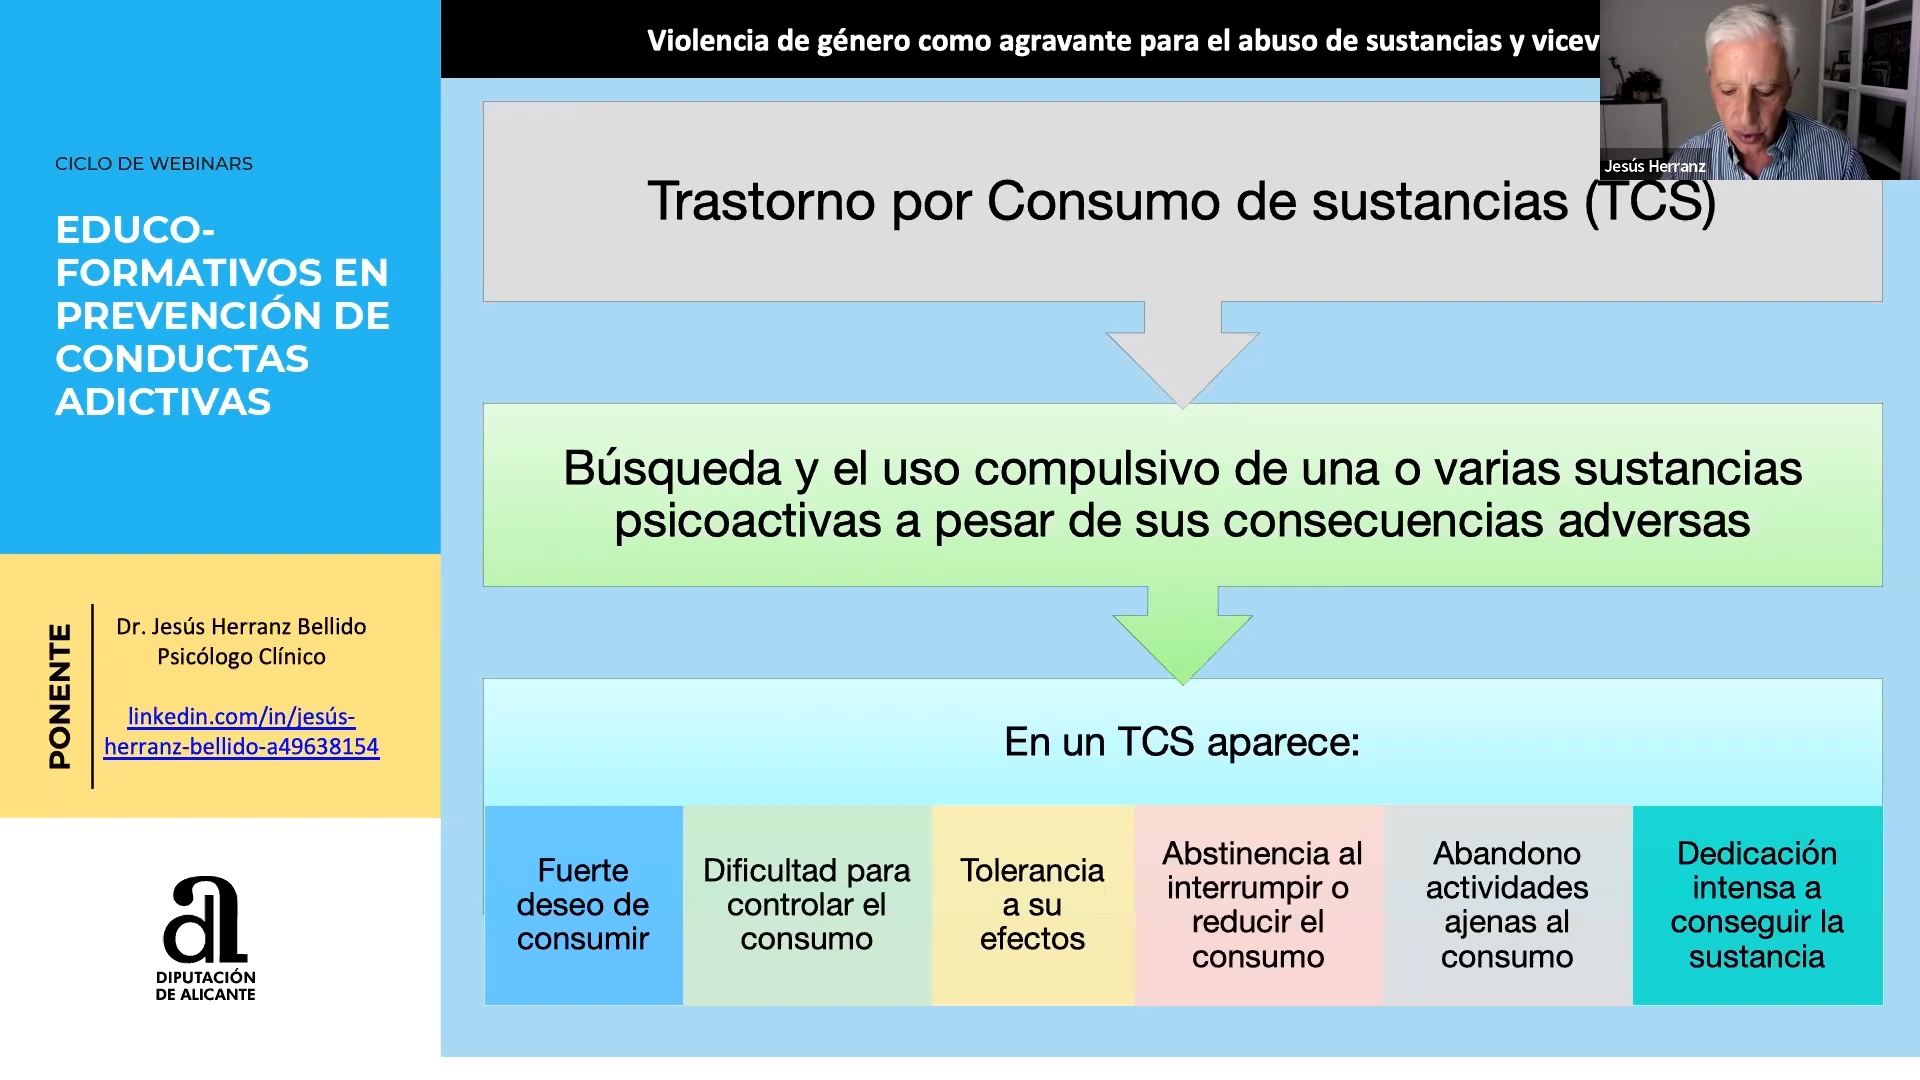 CICLO DE WEBINARS
EDUCO-
FORMATIVOS EN
PREVENCIÓN DE
CONDUCTAS
ADICTIVAS
PONENTE
Dr. Jesús Herranz Bellido
Psicólogo Clínico
linkedin.com/in/jesús-
herranz-bellido-a49638154
DIPUTACIÓN
DE ALICANTE
Violencia de género como agravante para el abuso de sustancias y vicev
Jesús Herranz
Trastorno por Consumo de sustancias (TCS)
Búsqueda y el uso compulsivo de una o varias sustancias
psicoactivas a pesar de sus consecuencias adversas
En un TCS aparece:
Fuerte
deseo de
consumir
Dificultad para
controlar el
consumo
Tolerancia
a su
efectos
Abstinencia al
interrumpir o
reducir el
consumo
Abandono
actividades
ajenas al
consumo
Dedicación
intensa a
conseguir la
sustancia